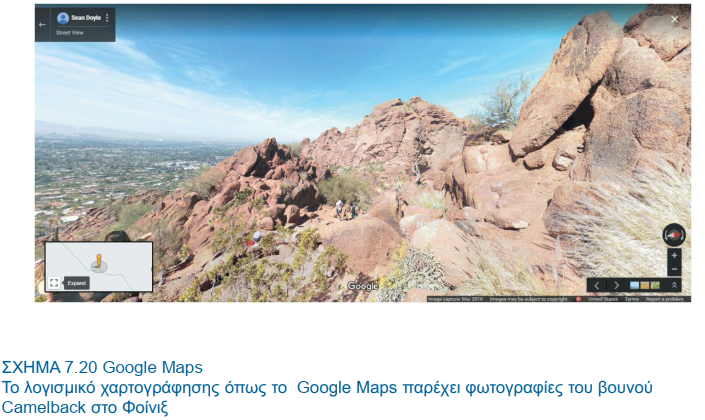 Sean Doyle
Street View
Expand
Google
Image capture: Mar 2016 Images may be subject to copyright. United States Terms Report a problem
ΣΧΗΜΑ 7.20 Google Maps
Το λογισμικό χαρτογράφησης όπως το Google Maps παρέχει φωτογραφίες του βουνού
Camelback στο Φοίνιξ